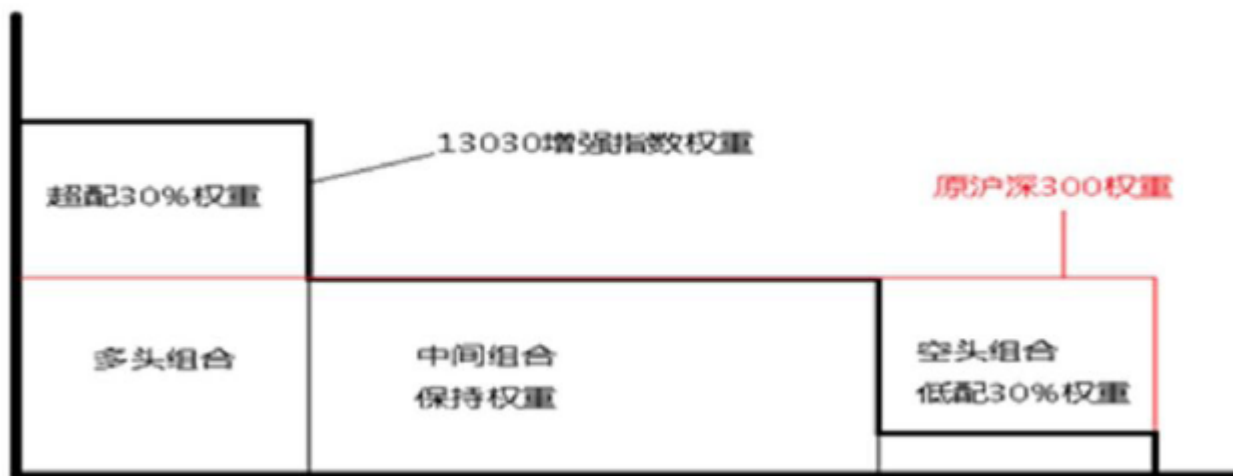 13030增强指数权重
原沪深300权重
超配30%权重
多头组合
中间组合
保持权重
空头组合
低配30%权重